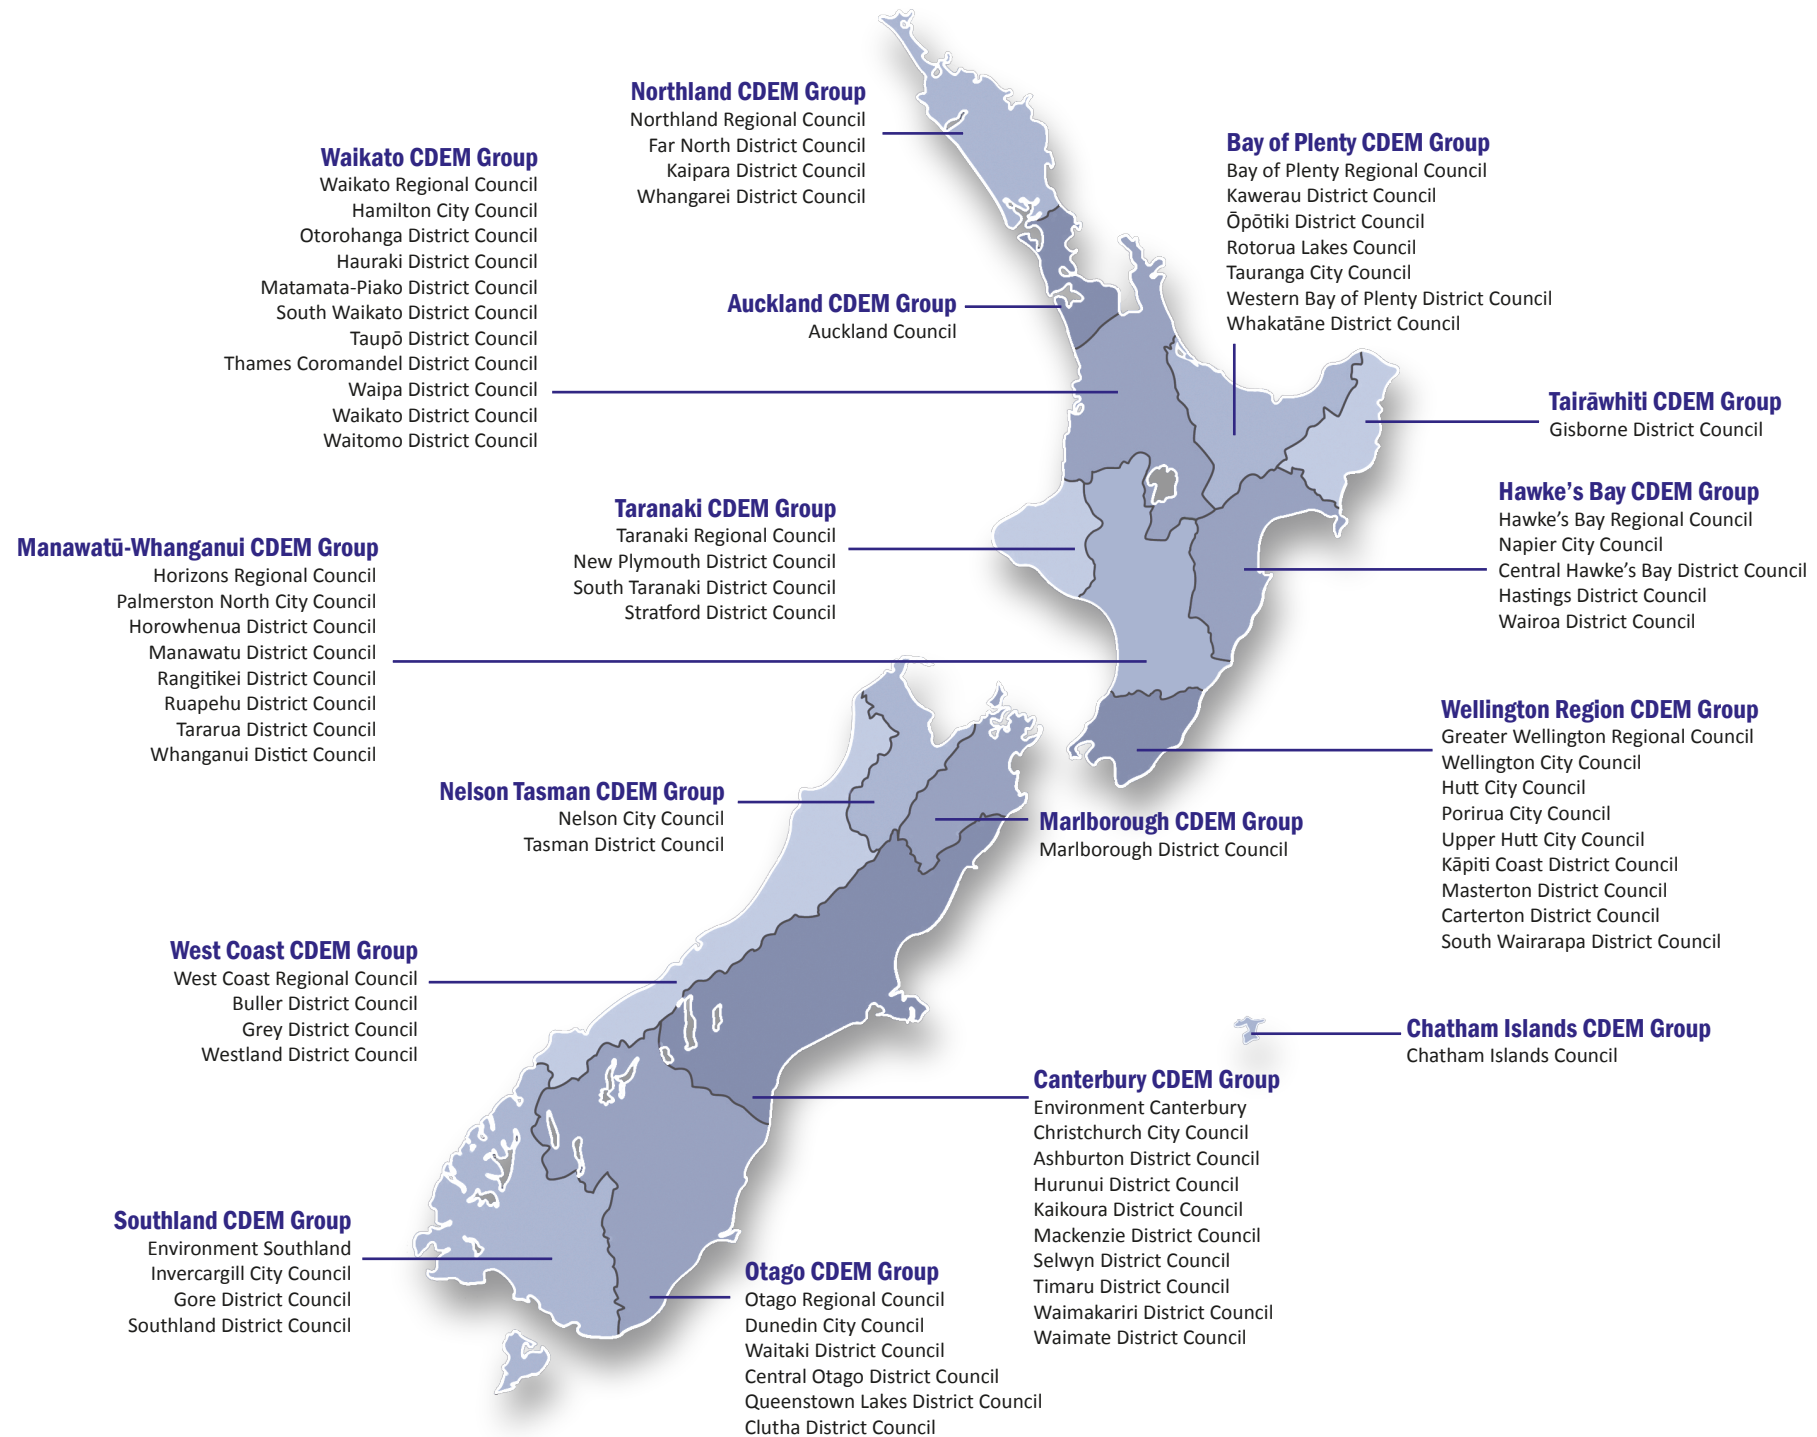 Northland CDEM Group
Northland Regional Council
Far North District Council
Kaipara District Council
Whangarei District Council
Waikato CDEM Group
Waikato Regional Council
Hamilton City Council
Otorohanga District Council
Hauraki District Council
Matamata-Piako District Council
South Waikato District Council
Taupō District Council
Thames Coromandel District Council
Waipa District Council
Waikato District Council
Waitomo District Council
Bay of Plenty CDEM Group
Bay of Plenty Regional Council
Kawerau District Council
Ōpōtiki District Council
Rotorua Lakes Council
Tauranga City Council
Western Bay of Plenty District Council
Whakatāne District Council
Auckland CDEM Group
Auckland Council
Tairāwhiti CDEM Group
Gisborne District Council
Hawke’s Bay CDEM Group
Hawke’s Bay Regional Council
Napier City Council
Central Hawke’s Bay District Council
Hastings District Council
Wairoa District Council
Taranaki CDEM Group
Taranaki Regional Council
New Plymouth District Council
South Taranaki District Council
Stratford District Council
Manawatū-Whanganui CDEM Group
Horizons Regional Council
Palmerston North City Council
Horowhenua District Council
Manawatu District Council
Rangitikei District Council
Ruapehu District Council
Tararua District Council
Whanganui Distict Council
Wellington Region CDEM Group
Greater Wellington Regional Council
Wellington City Council
Hutt City Council
Porirua City Council
Upper Hutt City Council
Kāpiti Coast District Council
Masterton District Council
Carterton District Council
South Wairarapa District Council
Nelson Tasman CDEM Group
Nelson City Council
Tasman District Council
Marlborough CDEM Group
Marlborough District Council
West Coast CDEM Group
West Coast Regional Council
Buller District Council
Grey District Council
Westland District Council
Chatham Islands CDEM Group
Chatham Islands Council
Canterbury CDEM Group
Environment Canterbury
Christchurch City Council
Ashburton District Council
Hurunui District Council
Kaikoura District Council
Mackenzie District Council
Selwyn District Council
Timaru District Council
Waimakariri District Council
Waimate District Council
Southland CDEM Group
Environment Southland
Invercargill City Council
Gore District Council
Southland District Council
Otago CDEM Group
Otago Regional Council
Dunedin City Council
Waitaki District Council
Central Otago District Council
Queenstown Lakes District Council
Clutha District Council